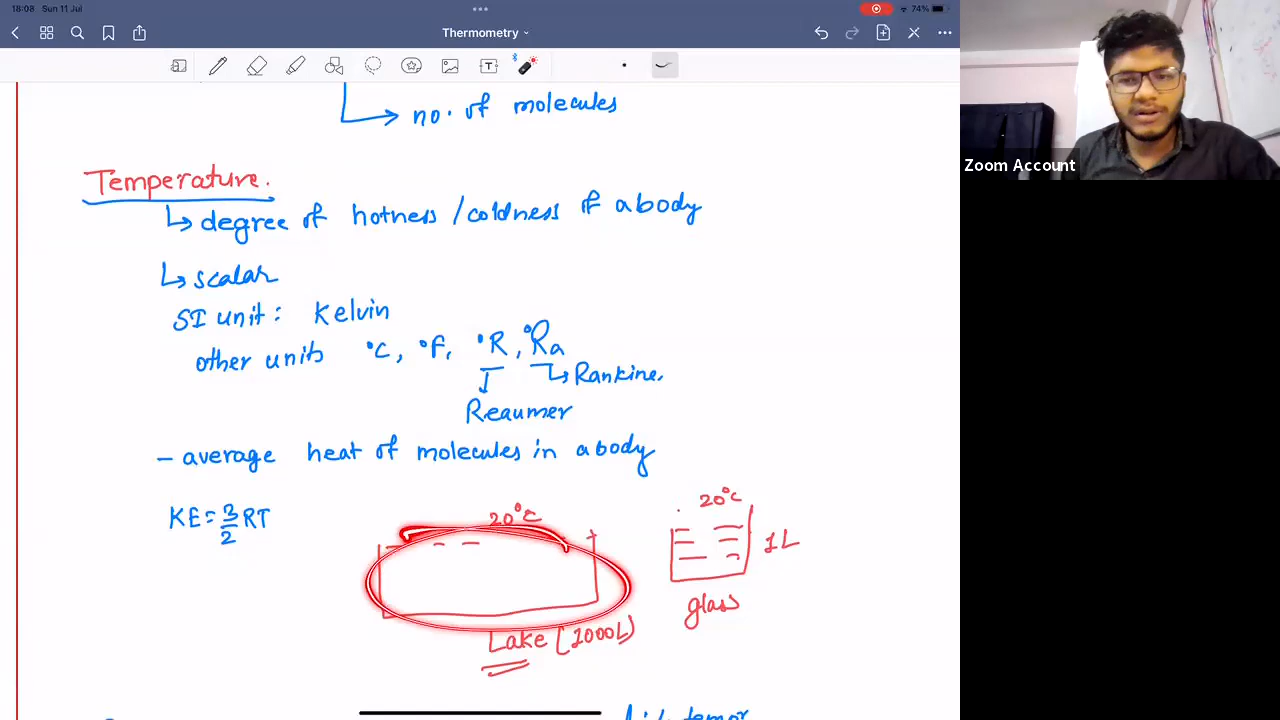 18:08 Sun 11 Jul
74%
Thermometry
no. of molecules
Zoom Account
Temperature.
degree of hotness /coldness of a body
scalar
SI unit: Kelvin
other units °C, °F, °R, °Ra
Rankine.
Reaumer
- average heat of molecules in a body
KE = 3/2 RT
20°C
20°C
1L
glass
Lake (1000L)